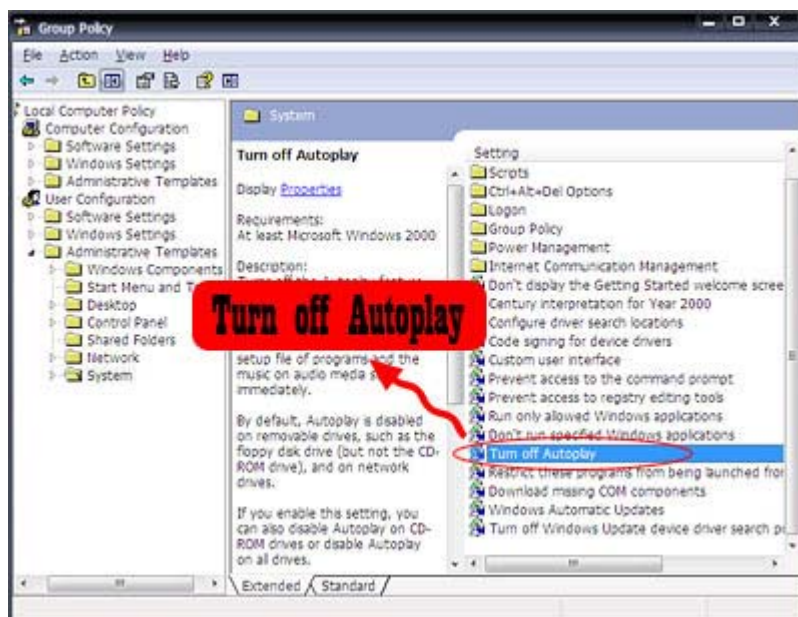 Group Policy
File Action View Help
Local Computer Policy
Computer Configuration
Software Settings
Windows Settings
Administrative Templates
User Configuration
Software Settings
Windows Settings
Administrative Templates
Windows Components
Start Menu and T
Desktop
Control Panel
Shared Folders
Network
System
System
Turn off Autoplay
Display Properties
Requirements:
At least Microsoft Windows 2000
Description:
Turn off Autoplay
setup file of programs and the
music on audio media s
immediately.
By default, Autoplay is disabled
on removable drives, such as the
floppy disk drive (but not the CD-
ROM drive), and on network
drives.
If you enable this setting, you
can also disable Autoplay on CD-
ROM drives or disable Autoplay
on all drives.
Setting
Scripts
Ctrl+Alt+Del Options
Logon
Group Policy
Power Management
Internet Communication Management
Don't display the Getting Started welcome scree
Century interpretation for Year 2000
Configure driver search locations
Code signing for device drivers
Custom user interface
Prevent access to the command prompt
Prevent access to registry editing tools
Run only allowed Windows applications
Don't run specified Windows applications
Turn off Autoplay
Restrict these programs from being launched from
Download missing COM components
Windows Automatic Updates
Turn off Windows Update device driver search p
Extended Standard